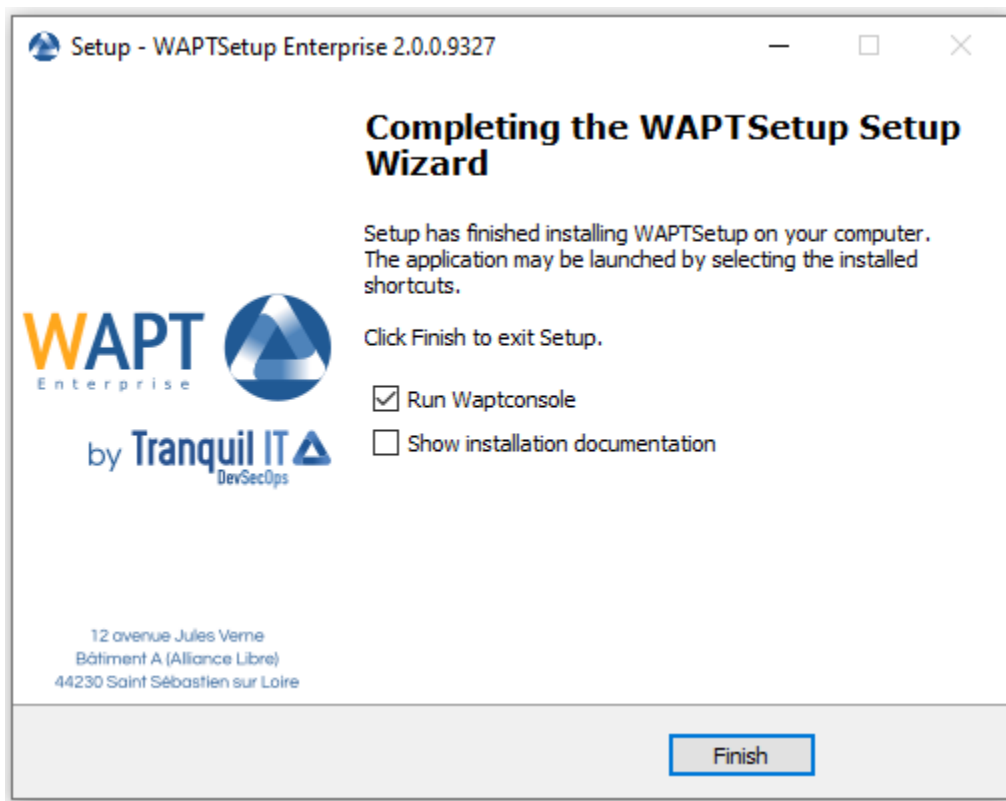 Setup - WAPTSetup Enterprise 2.0.0.9327
Completing the WAPTSetup Setup
Wizard
Setup has finished installing WAPTSetup on your computer.
The application may be launched by selecting the installed
shortcuts.
Click Finish to exit Setup.
Run Waptconsole
Show installation documentation
WAPT
Enterprise
by Tranquil IT
DevSecOps
12 avenue Jules Verne
Bâtiment A (Alliance Libre)
44230 Saint Sébastien sur Loire
Finish